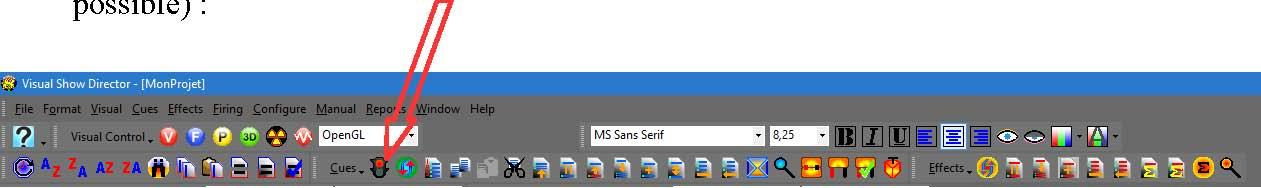 possible) :
Visual Show Director - [MonProjet]
File Format Visual Cues Effects Firing Configure Manual Reports Window Help
? Visual Control V F P 3D OpenGL MS Sans Serif 8,25 B I U A
AZ ZA AZ ZA Cues Effects